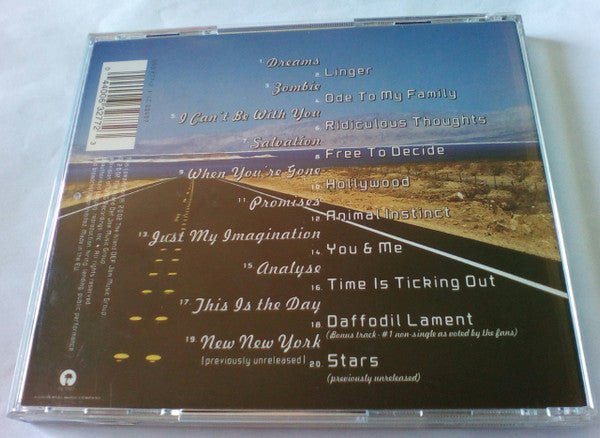 1. Dreams
2. Linger
3. Zombie
4. Ode To My Family
5. I Can't Be With You
6. Ridiculous Thoughts
7. Salvation
8. Free To Decide
9. When You're Gone
10. Hollywood
11. Promises
12. Animal Instinct
13. Just My Imagination
14. You & Me
15. Analyse
16. Time Is Ticking Out
17. This Is the Day
18. Daffodil Lament
(Bonus track - #1 non-single as voted by the fans)
19. New New York
(previously unreleased)
20. Stars
(previously unreleased)